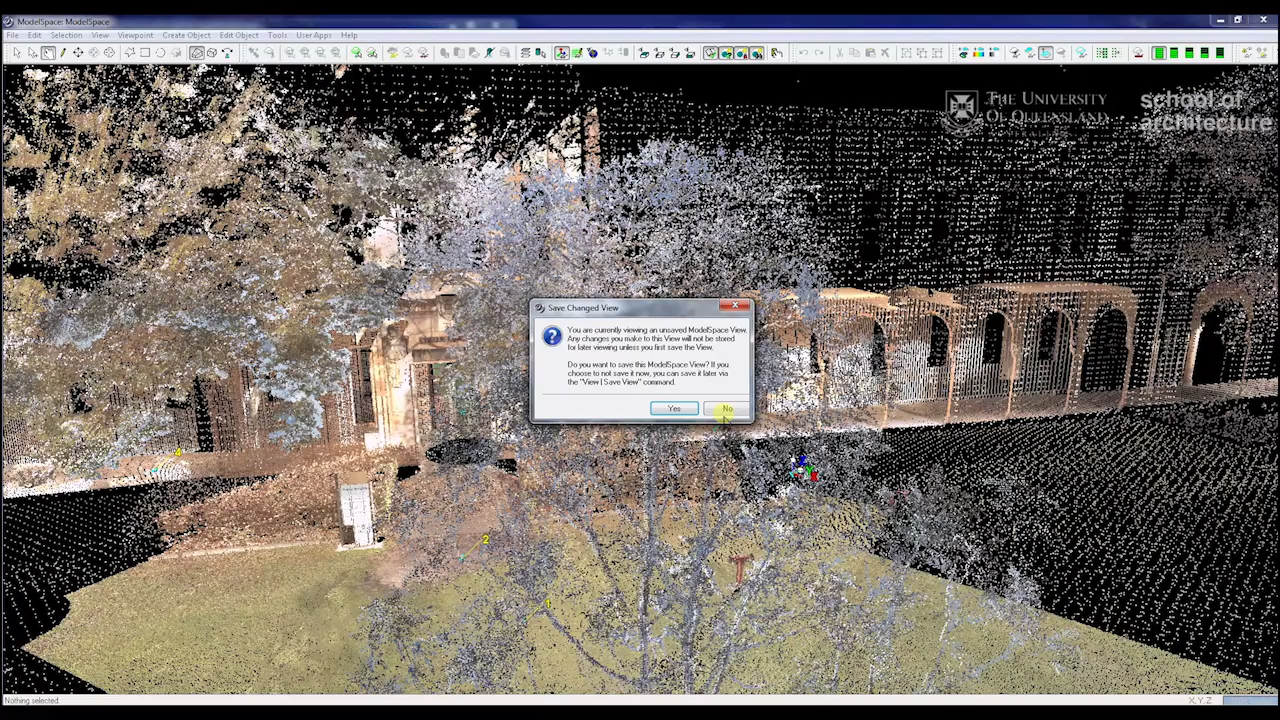 ModelSpace: ModelSpace
File Edit Selection View Viewpoint Create Object Edit Object Tools User Apps Help
THE UNIVERSITY
OF QUEENSLAND
school of
architecture
Save Changed View
You are currently viewing an unsaved ModelSpace View.
Any changes you make to this View will not be stored
for later viewing unless you first save the View.
Do you want to save this ModelSpace View? If you
choose to not save it now, you can save it later via
the "View | Save View" command.
Yes No
4
2
1
Nothing selected.
X, Y, Z